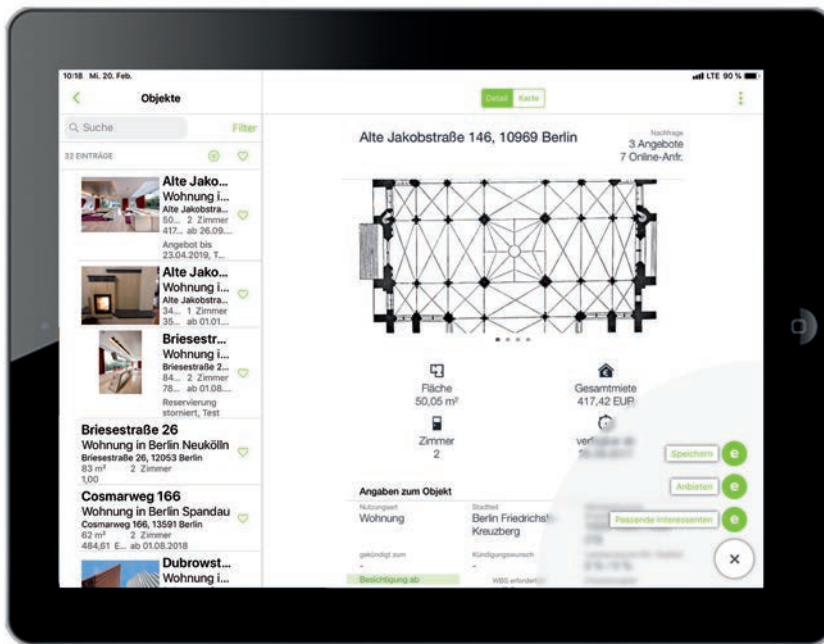 10:18 Mi. 20. Feb.
LTE 90 %
Objekte
Detail Karte
Suche
Filter
32 EINTRÄGE
Alte Jako...
Wohnung i...
Alte Jakobstra...
50... 2 Zimmer
417... ab 26.09....
Angebot bis
23.04.2019, T...
Alte Jako...
Wohnung i...
Alte Jakobstra...
34... 1 Zimmer
35... ab 01.01....
Briesestr...
Wohnung i...
Briesestraße 2...
84... 2 Zimmer
78... ab 01.08....
Reservierung
storniert, Test
Briesestraße 26
Wohnung in Berlin Neukölln
Briesestraße 26, 12053 Berlin
83 m² 2 Zimmer
1,00
Cosmarweg 166
Wohnung in Berlin Spandau
Cosmarweg 166, 13591 Berlin
62 m² 2 Zimmer
484,61 E... ab 01.08.2018
Dubrowst...
Wohnung i...
Alte Jakobstraße 146, 10969 Berlin
Nachfrage
3 Angebote
7 Online-Anfr.
Fläche
50,05 m²
Gesamtmiete
417,42 EUR
Zimmer
2
Angaben zum Objekt
Nutzungsart
Wohnung
Stadtteil
Berlin Friedrichsh-
Kreuzberg
gekündigt zum
-
Kündigungswunsch
-
Besichtigung ab
WBS erforderlich
Speichern e
Anbieten e
Passende Interessenten e